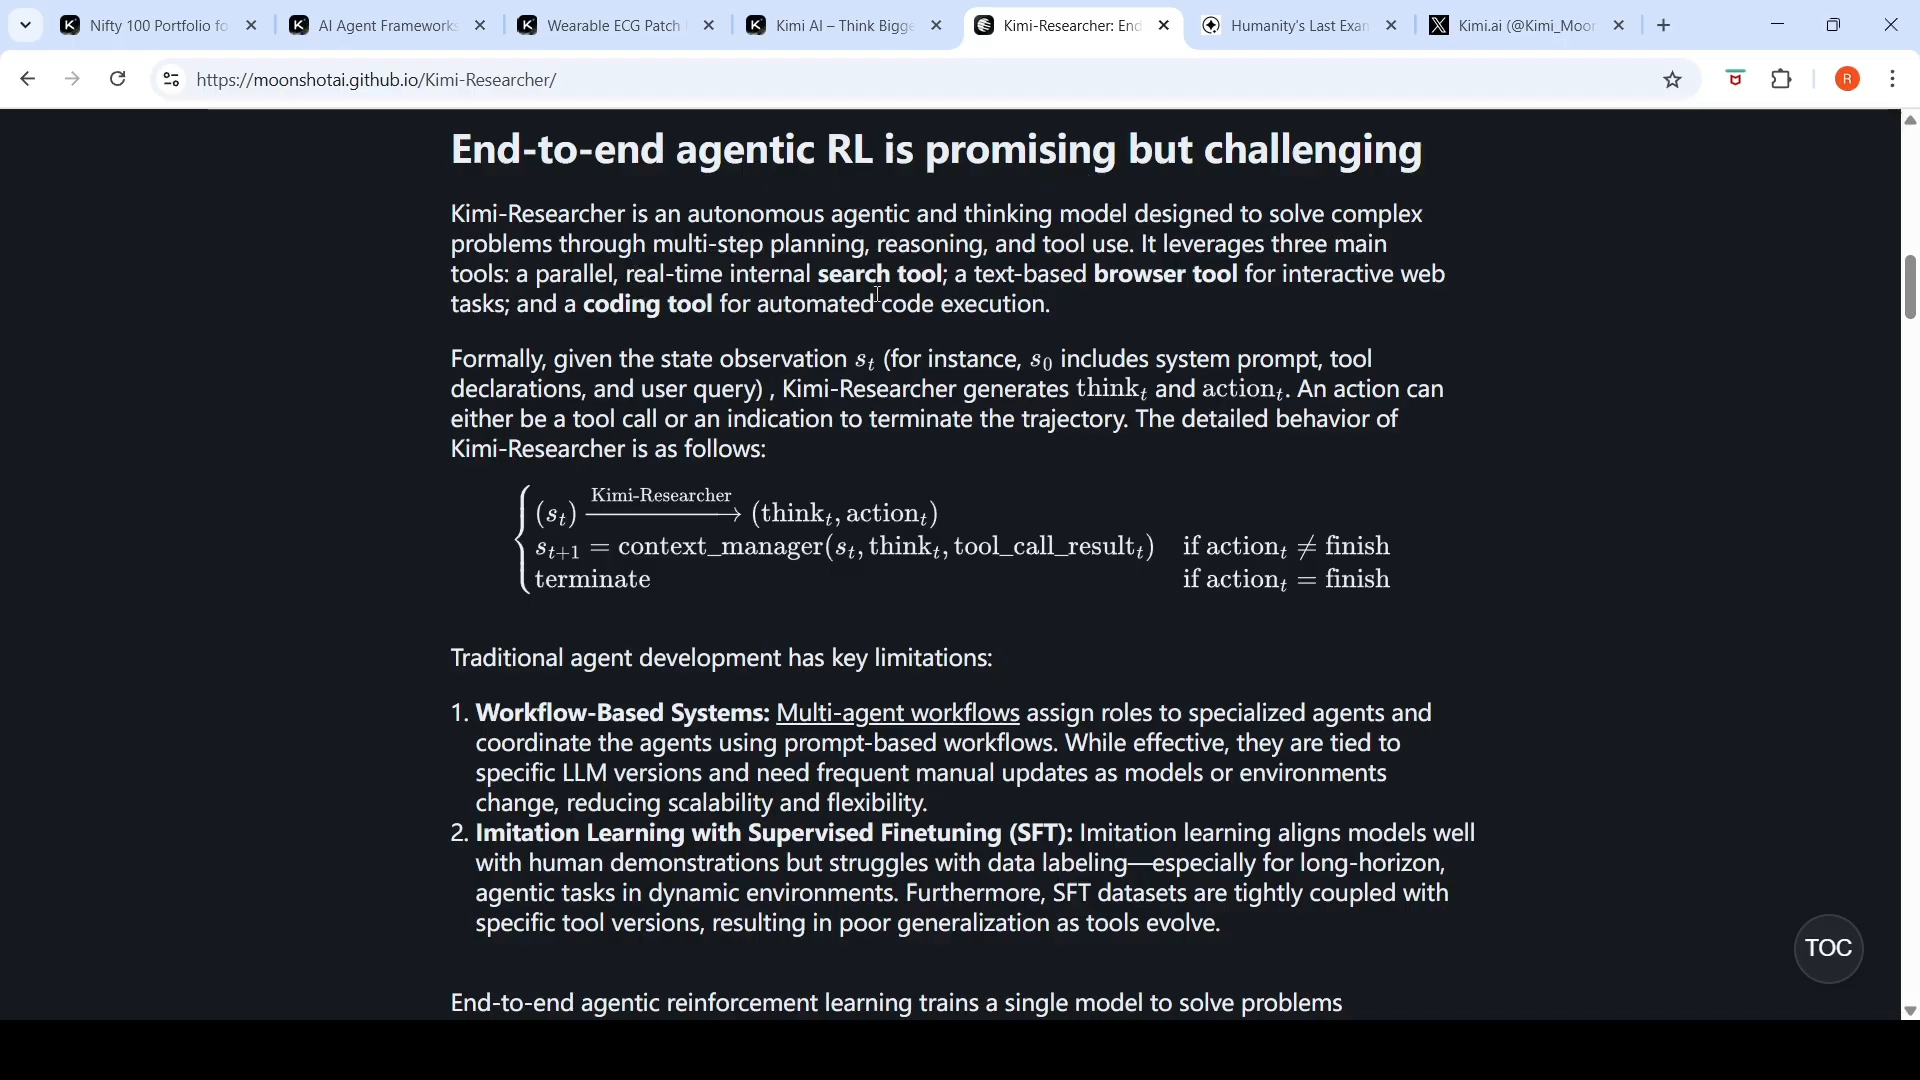 Nifty 100 Portfolio fo
AI Agent Frameworks
Wearable ECG Patch
Kimi AI – Think Bigge
Kimi-Researcher: End
Humanity's Last Exam
Kimi.ai (@Kimi_Moon
https://moonshotai.github.io/Kimi-Researcher/
R
End-to-end agentic RL is promising but challenging
Kimi-Researcher is an autonomous agentic and thinking model designed to solve complex
problems through multi-step planning, reasoning, and tool use. It leverages three main
tools: a parallel, real-time internal search tool; a text-based browser tool for interactive web
tasks; and a coding tool for automated code execution.
Formally, given the state observation s_t (for instance, s_0 includes system prompt, tool
declarations, and user query) , Kimi-Researcher generates think_t and action_t. An action can
either be a tool call or an indication to terminate the trajectory. The detailed behavior of
Kimi-Researcher is as follows:
Kimi-Researcher
(s_t) ⟶ (think_t, action_t)
s_{t+1} = context_manager(s_t, think_t, tool_call_result_t) if action_t ≠ finish
terminate if action_t = finish
Traditional agent development has key limitations:
1. Workflow-Based Systems: Multi-agent workflows assign roles to specialized agents and
coordinate the agents using prompt-based workflows. While effective, they are tied to
specific LLM versions and need frequent manual updates as models or environments
change, reducing scalability and flexibility.
2. Imitation Learning with Supervised Finetuning (SFT): Imitation learning aligns models well
with human demonstrations but struggles with data labeling—especially for long-horizon,
agentic tasks in dynamic environments. Furthermore, SFT datasets are tightly coupled with
specific tool versions, resulting in poor generalization as tools evolve.
TOC
End-to-end agentic reinforcement learning trains a single model to solve problems